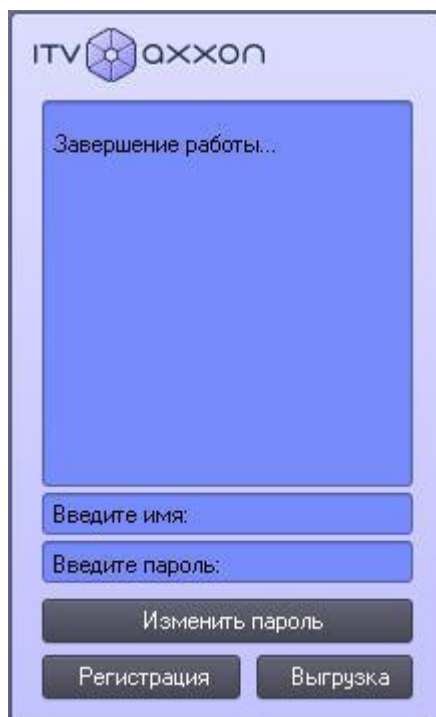 ITV AXXON
Завершение работы...
Введите имя:
Введите пароль:
Изменить пароль
Регистрация Выгрузка